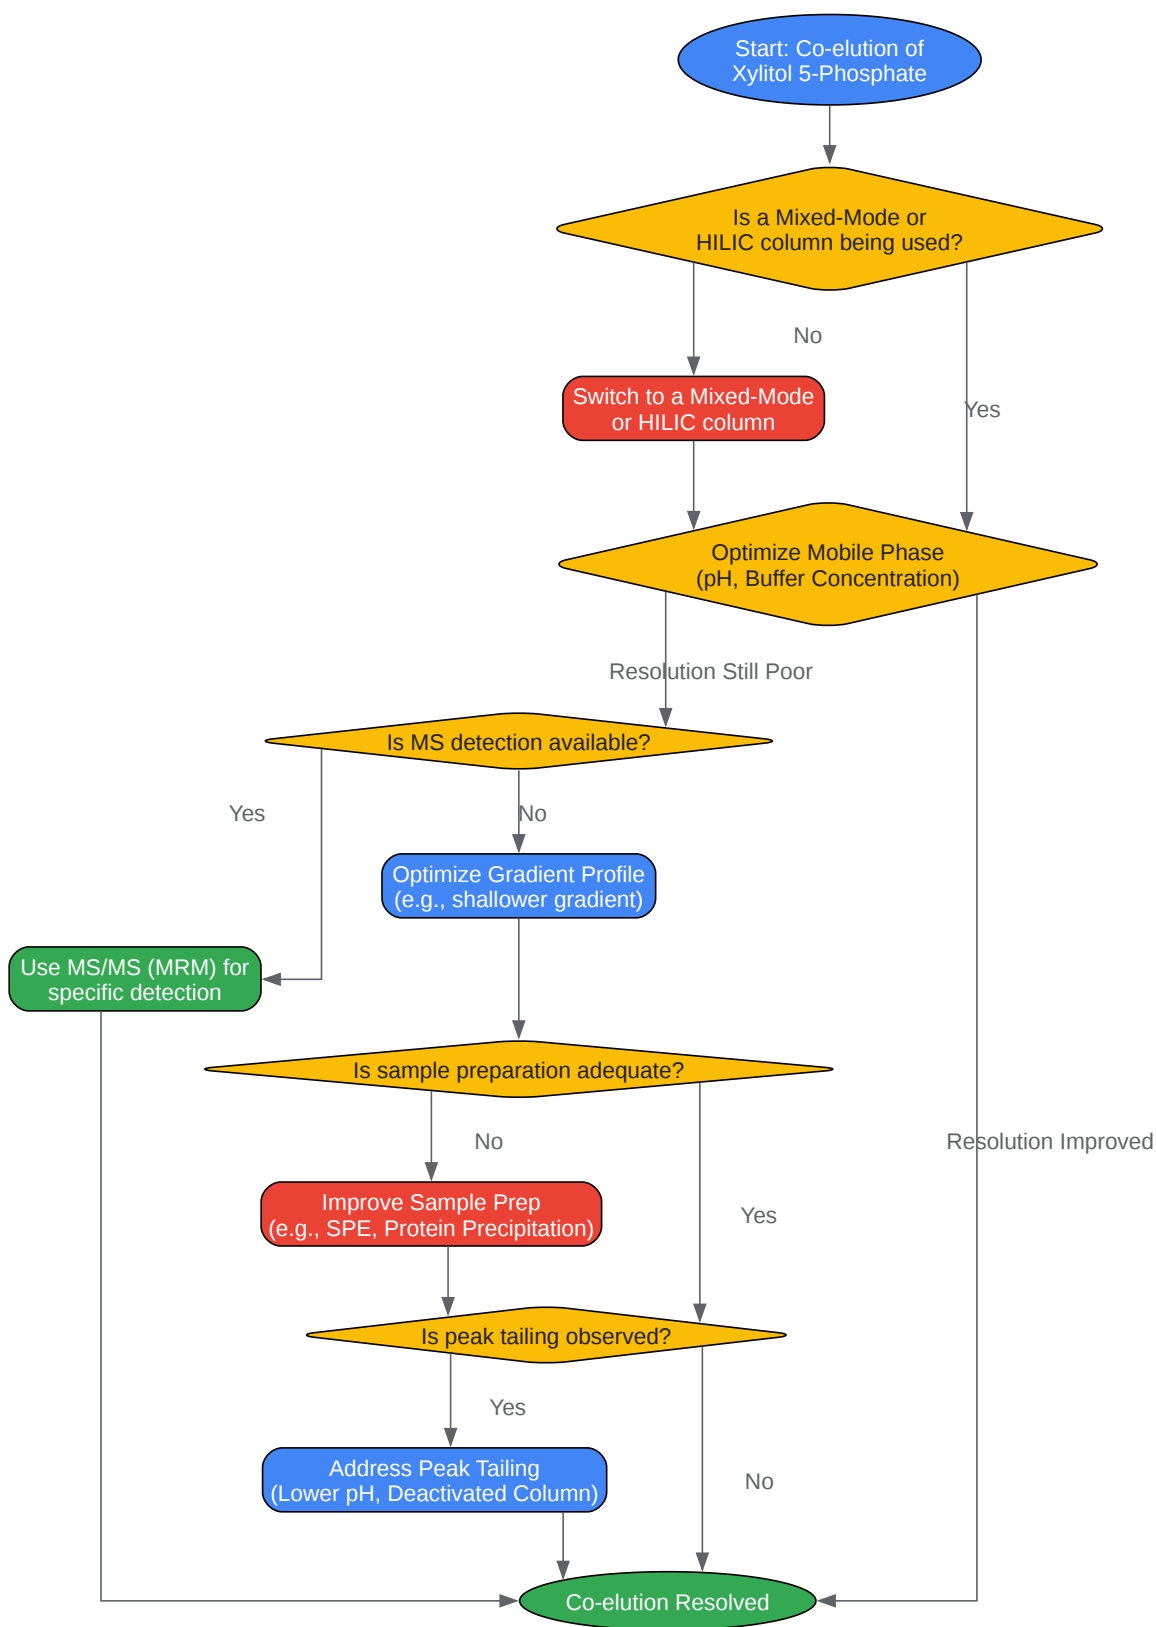 Start: Co-elution of
Xylitol 5-Phosphate
Is a Mixed-Mode or
HILIC column being used?
No
Switch to a Mixed-Mode
or HILIC column
Yes
Optimize Mobile Phase
(pH, Buffer Concentration)
Resolution Still Poor
Is MS detection available?
Yes
No
Optimize Gradient Profile
(e.g., shallower gradient)
Use MS/MS (MRM) for
specific detection
Is sample preparation adequate?
No
Resolution Improved
Improve Sample Prep
(e.g., SPE, Protein Precipitation)
Yes
Is peak tailing observed?
Yes
Address Peak Tailing
(Lower pH, Deactivated Column)
No
Co-elution Resolved